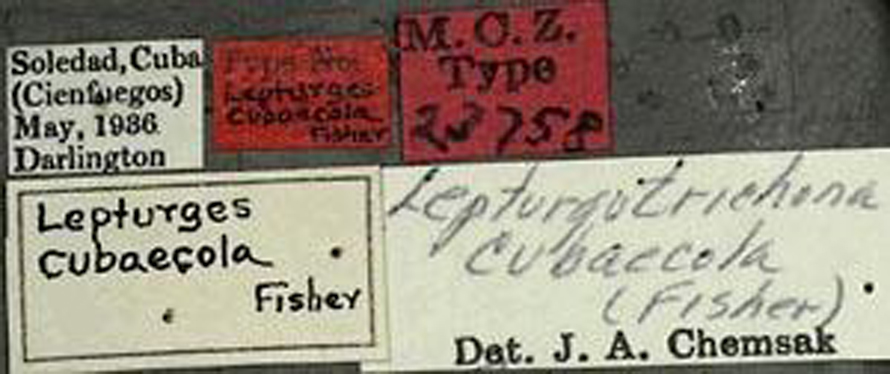 Soledad, Cuba
(Cienfuegos)
May, 1936
Darlington
Type No.
Lepturges
cubaecola
Fisher
M.C.Z.
Type
23758
Lepturges
cubaecola
Fisher
Lepturgotrichona
cubaecola
(Fisher)
Det. J. A. Chemsak